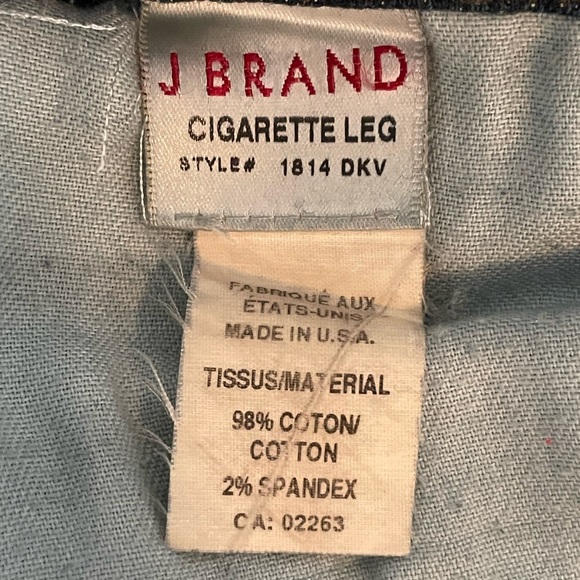 J BRAND
CIGARETTE LEG
STYLE# 1814 DKV
FABRIQUÉ AUX
ÉTATS-UNIS
MADE IN U.S.A.
TISSUS/MATERIAL
98% COTON/
COTTON
2% SPANDEX
CA: 02263